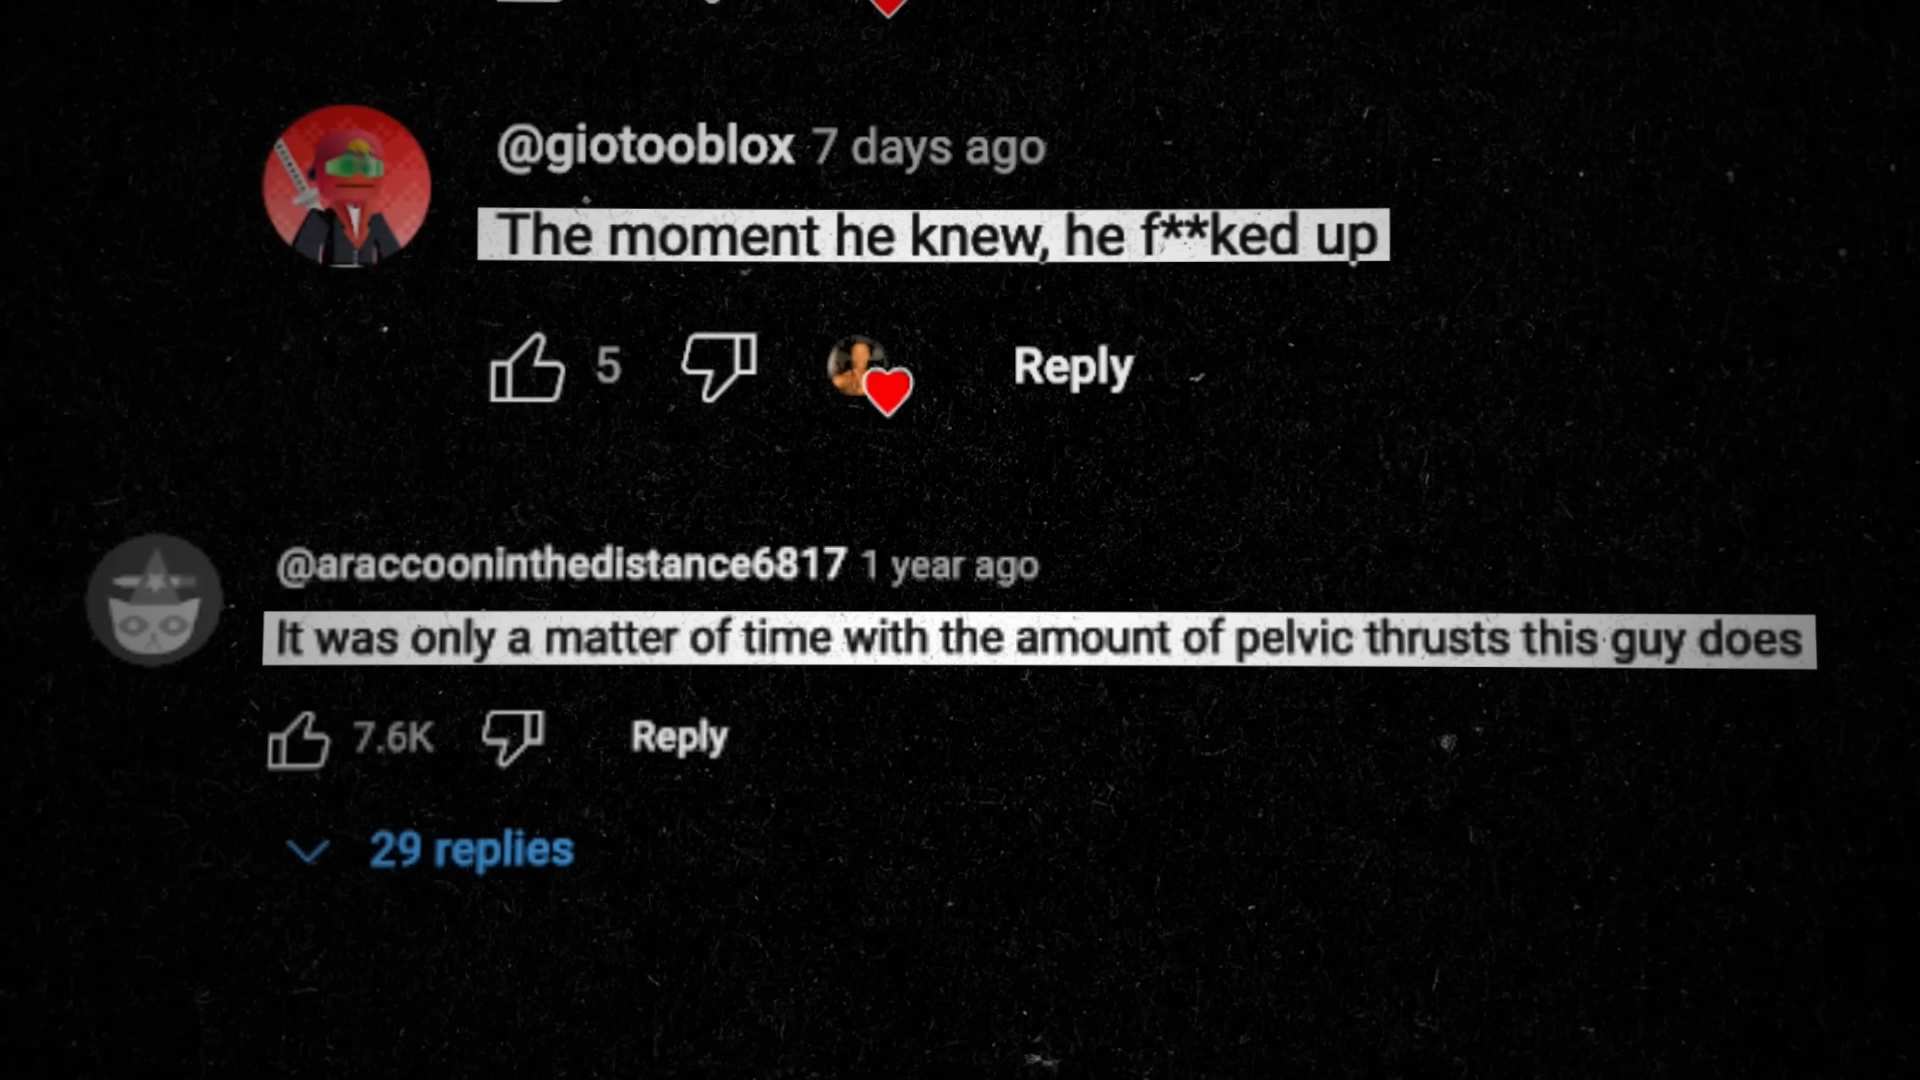 @giotooblox 7 days ago
The moment he knew, he f**ked up
5 Reply
@araccooninthedistance6817 1 year ago
It was only a matter of time with the amount of pelvic thrusts this guy does
7.6K Reply
29 replies